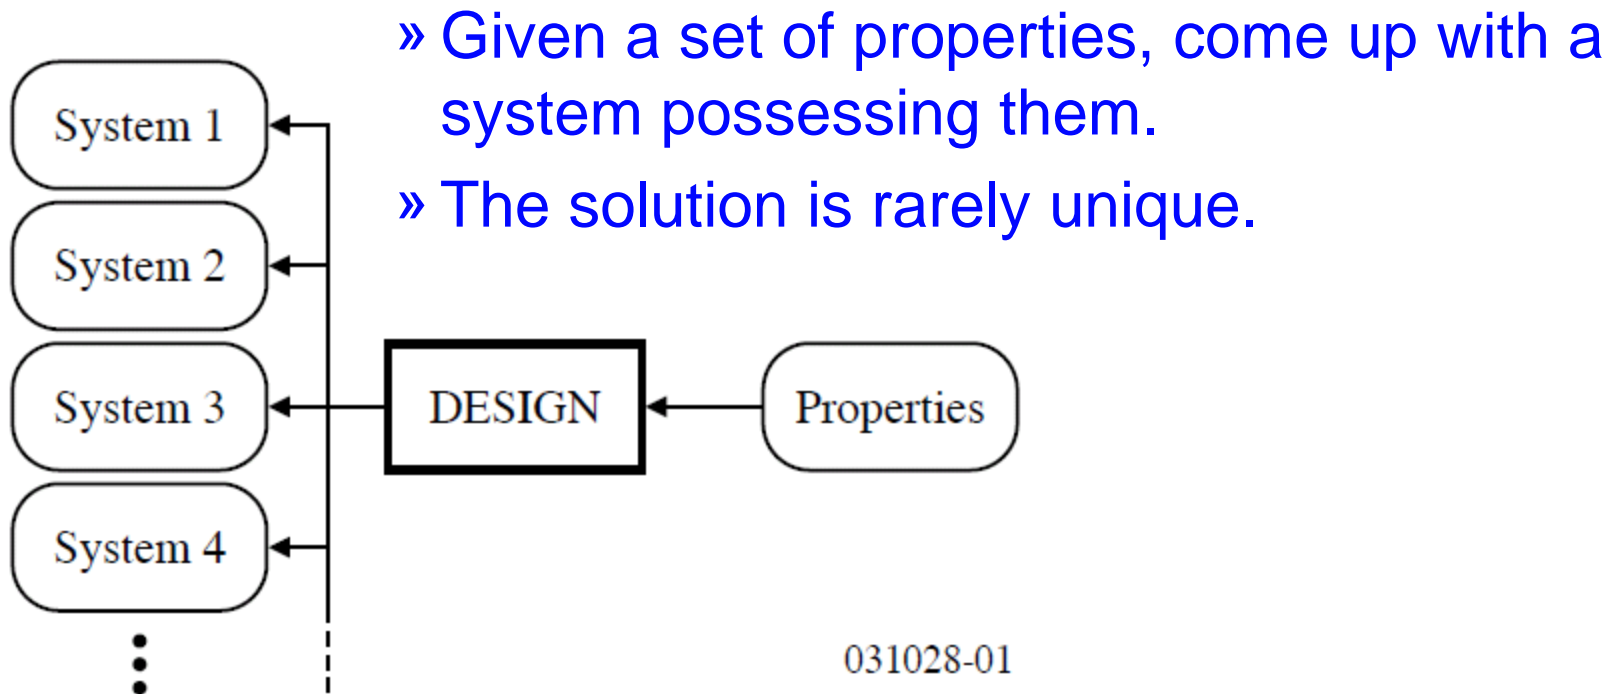 » Given a set of properties, come up with a
system possessing them.
» The solution is rarely unique.
System 1
System 2
System 3
System 4
DESIGN
Properties
031028-01